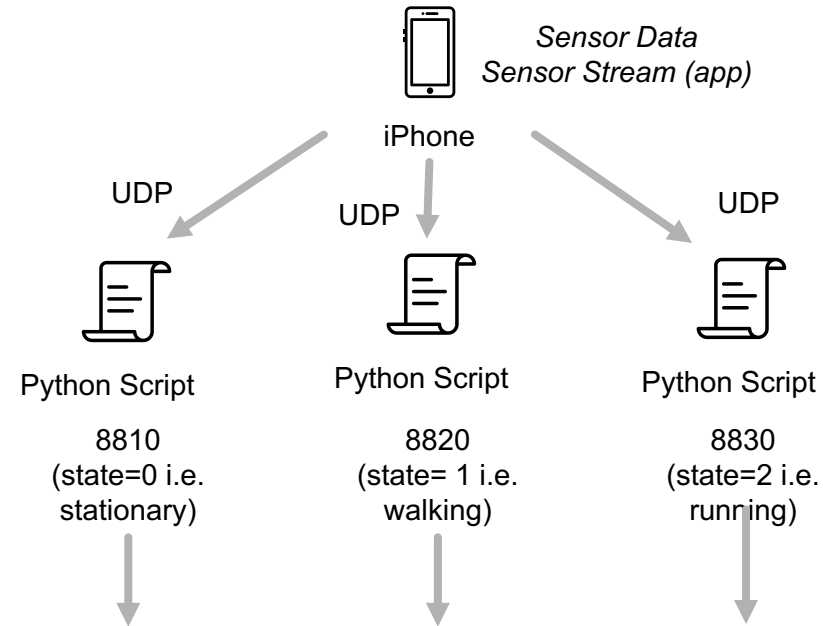 Sensor Data
Sensor Stream (app)
iPhone
UDP
UDP
UDP
Python Script
Python Script
Python Script
8810
(state=0 i.e.
stationary)
8820
(state= 1 i.e.
walking)
8830
(state=2 i.e.
running)